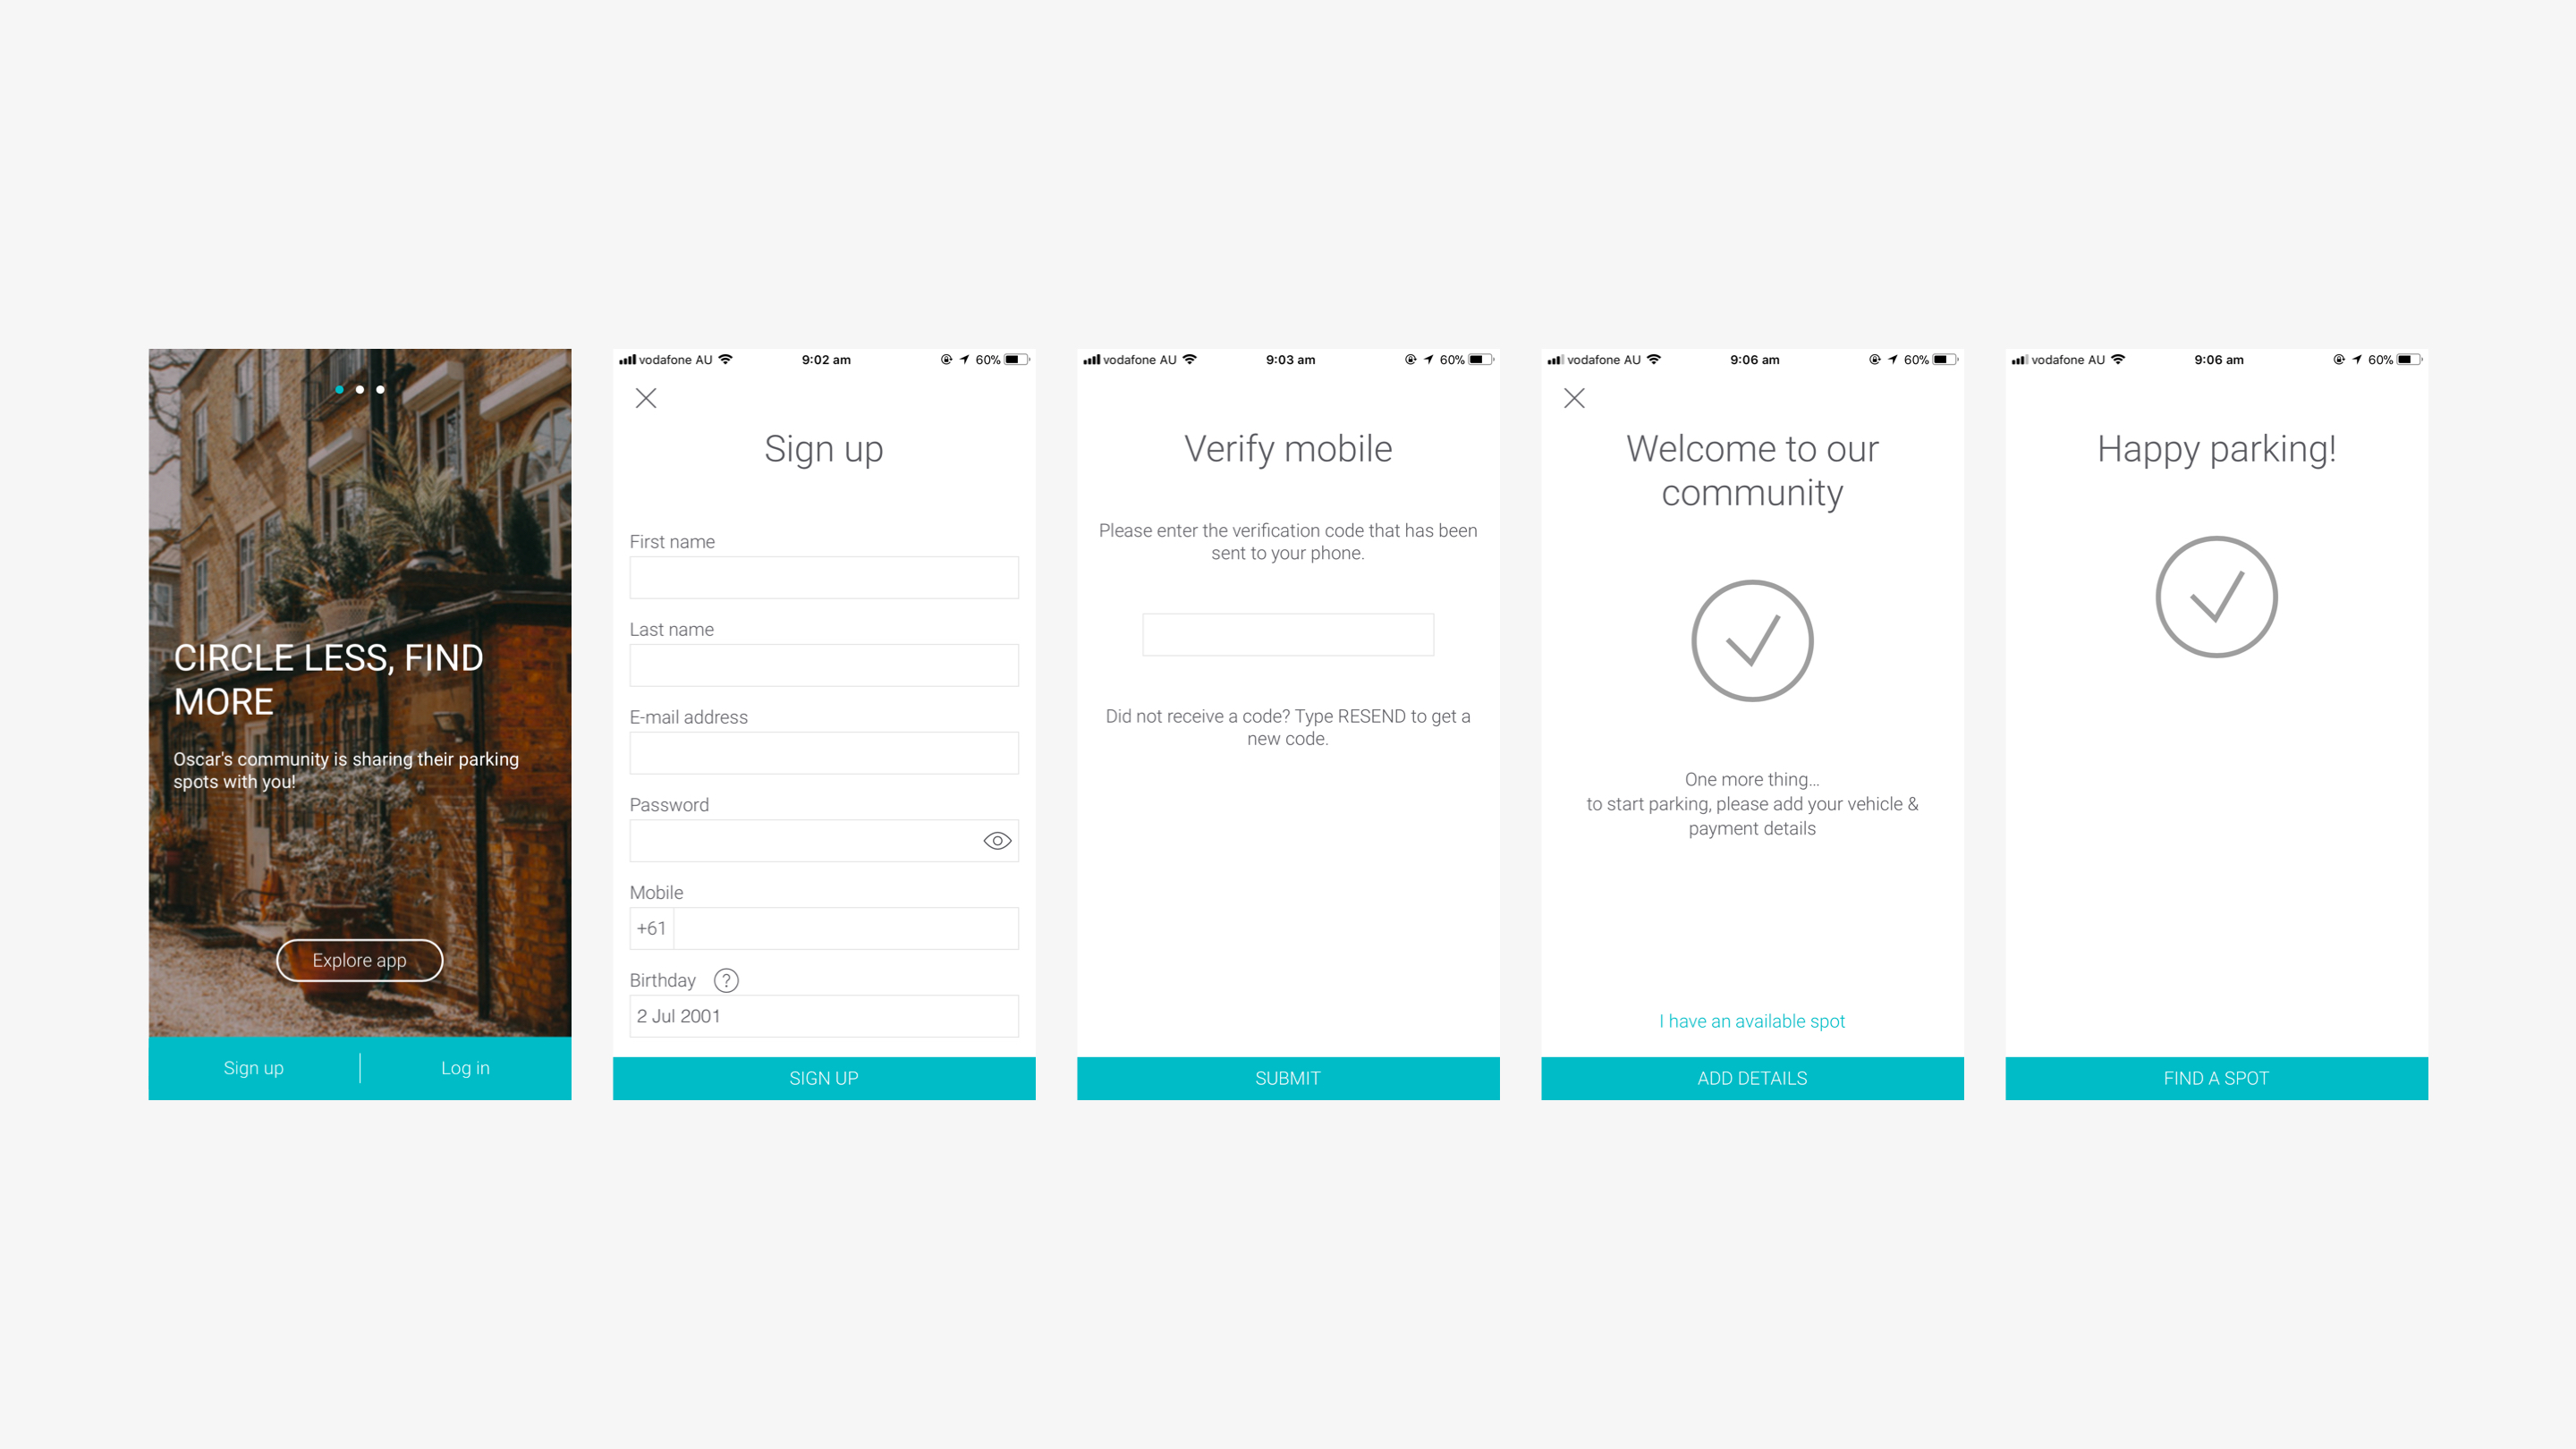 CIRCLE LESS, FIND
MORE
Oscar's community is sharing their parking
spots with you!
Explore app
Sign up
Log in
vodafone AU
9:02 am
60%
Sign up
First name
Last name
E-mail address
Password
Mobile
+61
Birthday ?
2 Jul 2001
SIGN UP
vodafone AU
9:03 am
60%
Verify mobile
Please enter the verification code that has been
sent to your phone.
Did not receive a code? Type RESEND to get a
new code.
SUBMIT
vodafone AU
9:06 am
60%
Welcome to our
community
One more thing...
to start parking, please add your vehicle &
payment details
I have an available spot
ADD DETAILS
vodafone AU
9:06 am
60%
Happy parking!
FIND A SPOT